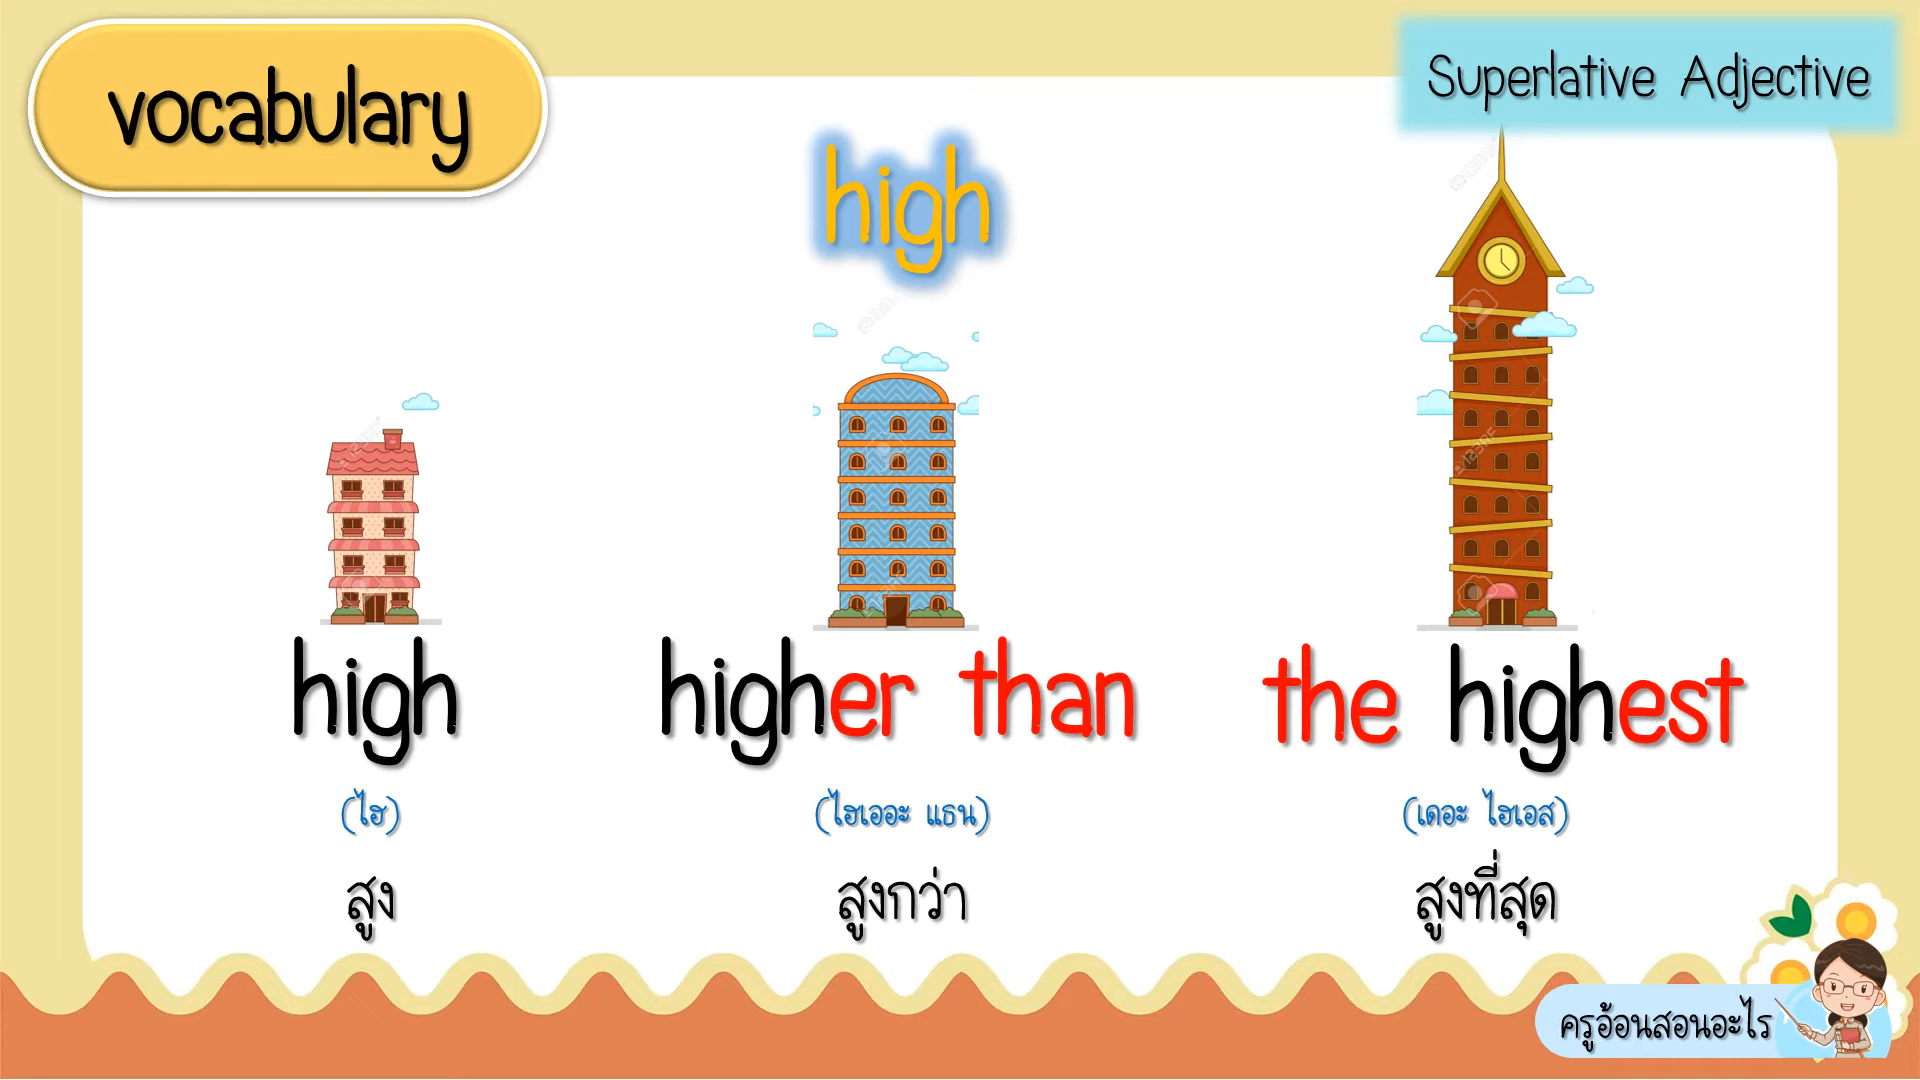 vocabulary
Superlative Adjective
high
high
higher than
the highest
(ไฮ)
(ไฮเออะ แธน)
(เดอะ ไฮเอส)
สูง
สูงกว่า
สูงที่สุด
ครูอ้อนสอนอะไร
123RF